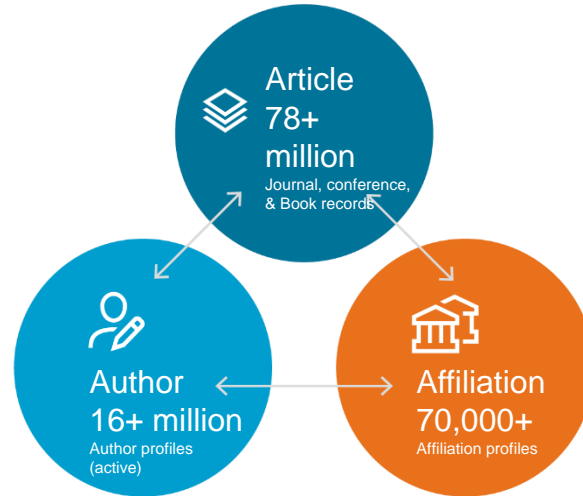 Article
78+
million
Journal, conference,
& Book records
Author
16+ million
Author profiles
(active)
Affiliation
70,000+
Affiliation profiles